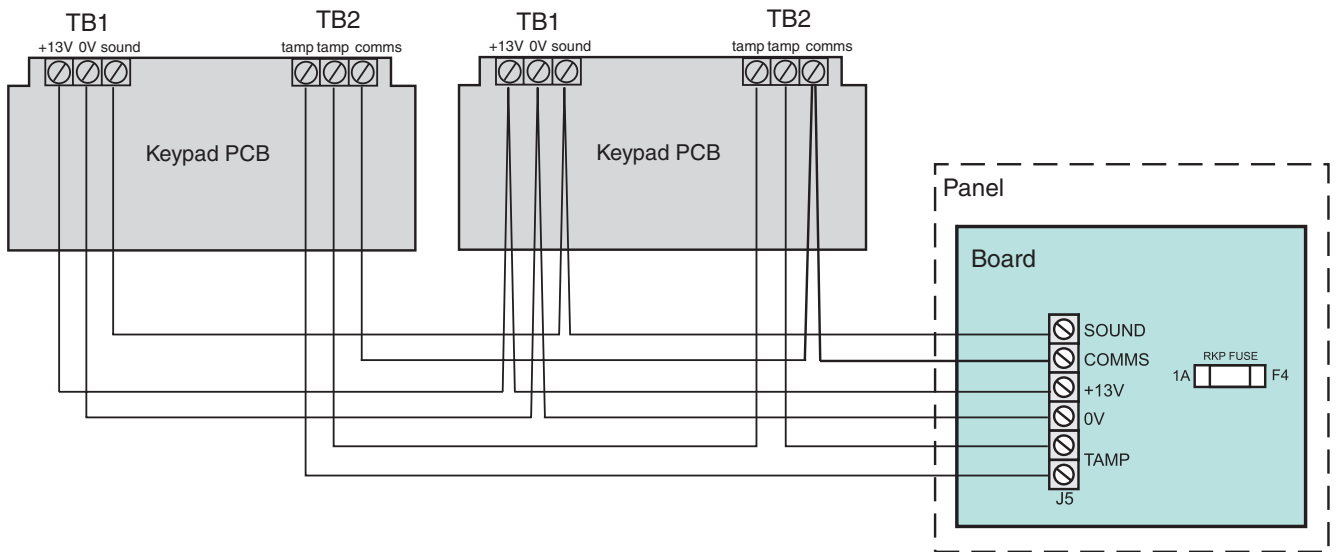 TB1
+13V 0V sound
TB2
tamp tamp comms
Keypad PCB
TB1
+13V 0V sound
TB2
tamp tamp comms
Keypad PCB
Panel
Board
SOUND
COMMS
+13V
0V
TAMP
J5
RKP FUSE
1A F4